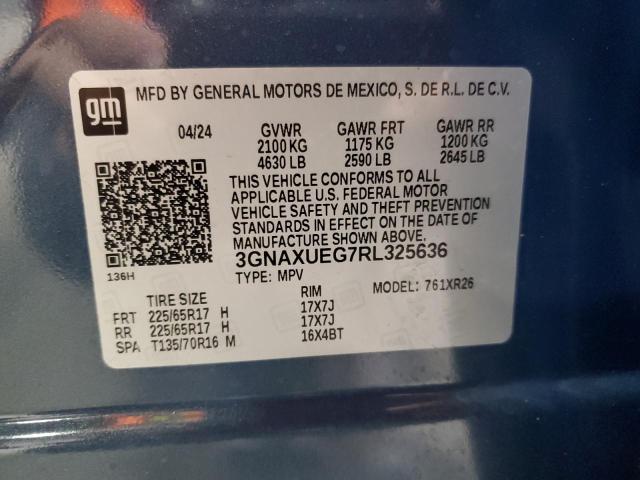 gm
MFD BY GENERAL MOTORS DE MEXICO, S. DE R.L. DE C.V.
04/24 GVWR GAWR FRT GAWR RR
2100 KG 1175 KG 1200 KG
4630 LB 2590 LB 2645 LB
THIS VEHICLE CONFORMS TO ALL
APPLICABLE U.S. FEDERAL MOTOR
VEHICLE SAFETY AND THEFT PREVENTION
STANDARDS IN EFFECT ON THE DATE OF
MANUFACTURE SHOWN ABOVE.
3GNAXUEG7RL325636
136H
TYPE: MPV MODEL: 761XR26
TIRE SIZE RIM
FRT 225/65R17 H 17X7J
RR 225/65R17 H 17X7J
SPA T135/70R16 M 16X4BT